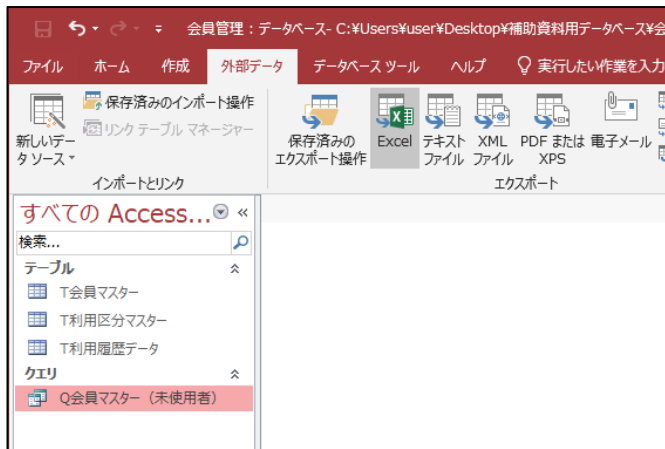 会員管理 : データベース- C:¥Users¥user¥Desktop¥補助資料用データベース¥会
ファイル ホーム 作成 外部データ データベース ツール ヘルプ 実行したい作業を入力
新しいデー
タ ソース
保存済みのインポート操作
リンク テーブル マネージャー
インポートとリンク
保存済みの
エクスポート操作
Excel
テキスト
ファイル
XML
ファイル
PDF または
XPS
電子メール
エクスポート
すべての Access...
検索...
テーブル
T会員マスター
T利用区分マスター
T利用履歴データ
クエリ
Q会員マスター（未使用者）